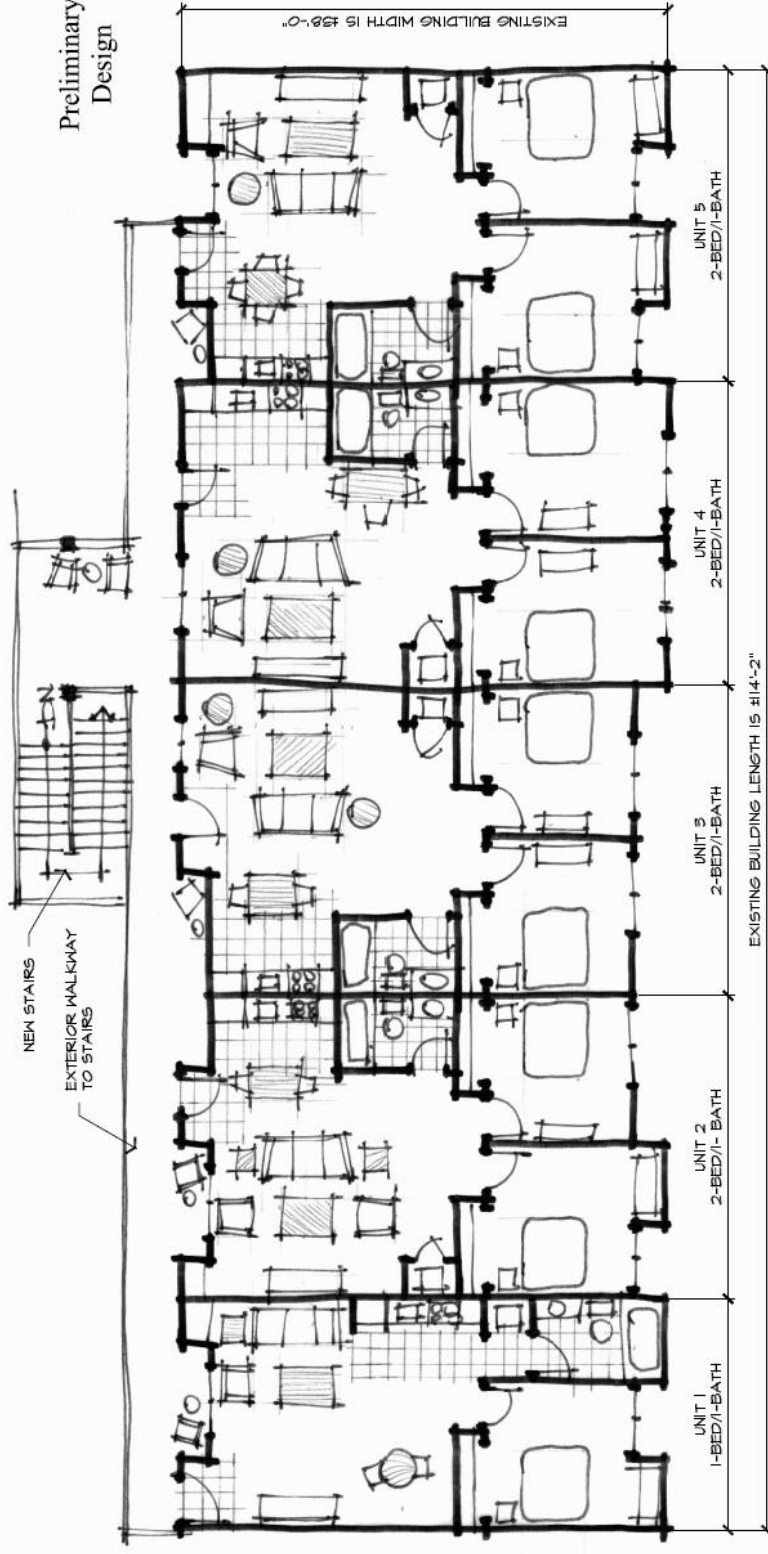 Preliminary
Design
NEW STAIRS
EXTERIOR WALKWAY
TO STAIRS
EXISTING BUILDING WIDTH IS ±38'-0"
UNIT 1
1-BED/1-BATH
UNIT 2
2-BED/1- BATH
UNIT 3
2-BED/1-BATH
UNIT 4
2-BED/1-BATH
UNIT 5
2-BED/1-BATH
EXISTING BUILDING LENGTH IS ±114'-2"